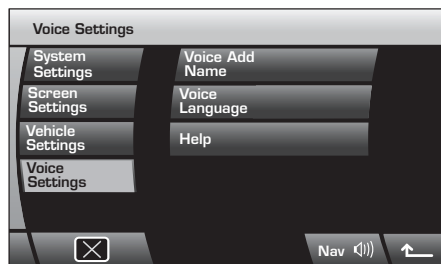 Voice Settings
System
Settings
Voice Add
Name
Screen
Settings
Voice
Language
Vehicle
Settings
Help
Voice
Settings
Nav